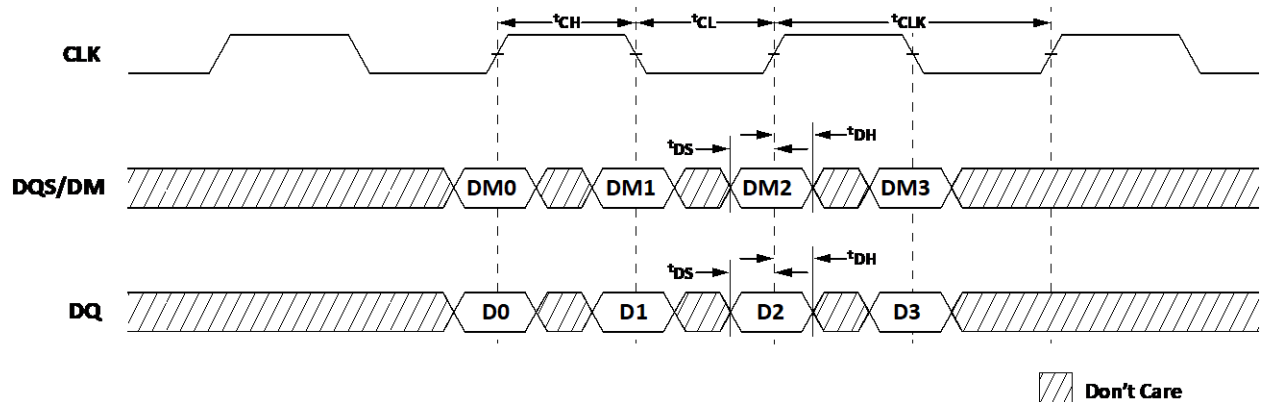 tCH tCL tCLK
CLK
tDS tDH
DQS/DM DM0 DM1 DM2 DM3
tDS tDH
DQ D0 D1 D2 D3
Don't Care